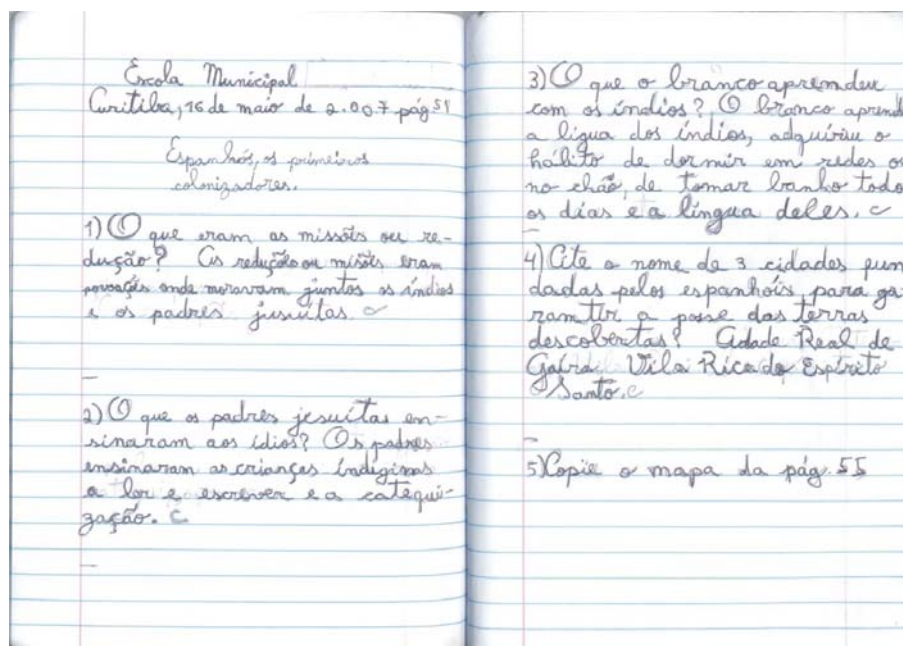 Escola Municipal
Curitiba, 16 de maio de 2.007 pág 51
Espanhóis, os primeiros
colonizadores.
1) O que eram as missões ou re-
dução? As reduções ou missões eram
povoações onde moravam juntos os índios
e os padres jesuítas. c
2) O que os padres jesuítas en-
sinaram aos idios? Os padres
ensinaram as crianças indíginas
a ler e escrever e a catequi-
zação. c
3) O que o branco aprendeu
com os índios? O branco aprend
a ligua dos índios, adquiriu o
hábito de dormir em redes ou
no chão, de tomar banho todo
os dias e a língua deles. c
4) Cite o nome de 3 cidades fun
dadas pelos espanhóis para ga
ramtir a posse das terras
descobertas? Cidade Real de
Vila Rica do Espírito
Santo. c
5) Copie o mapa da pág. 55